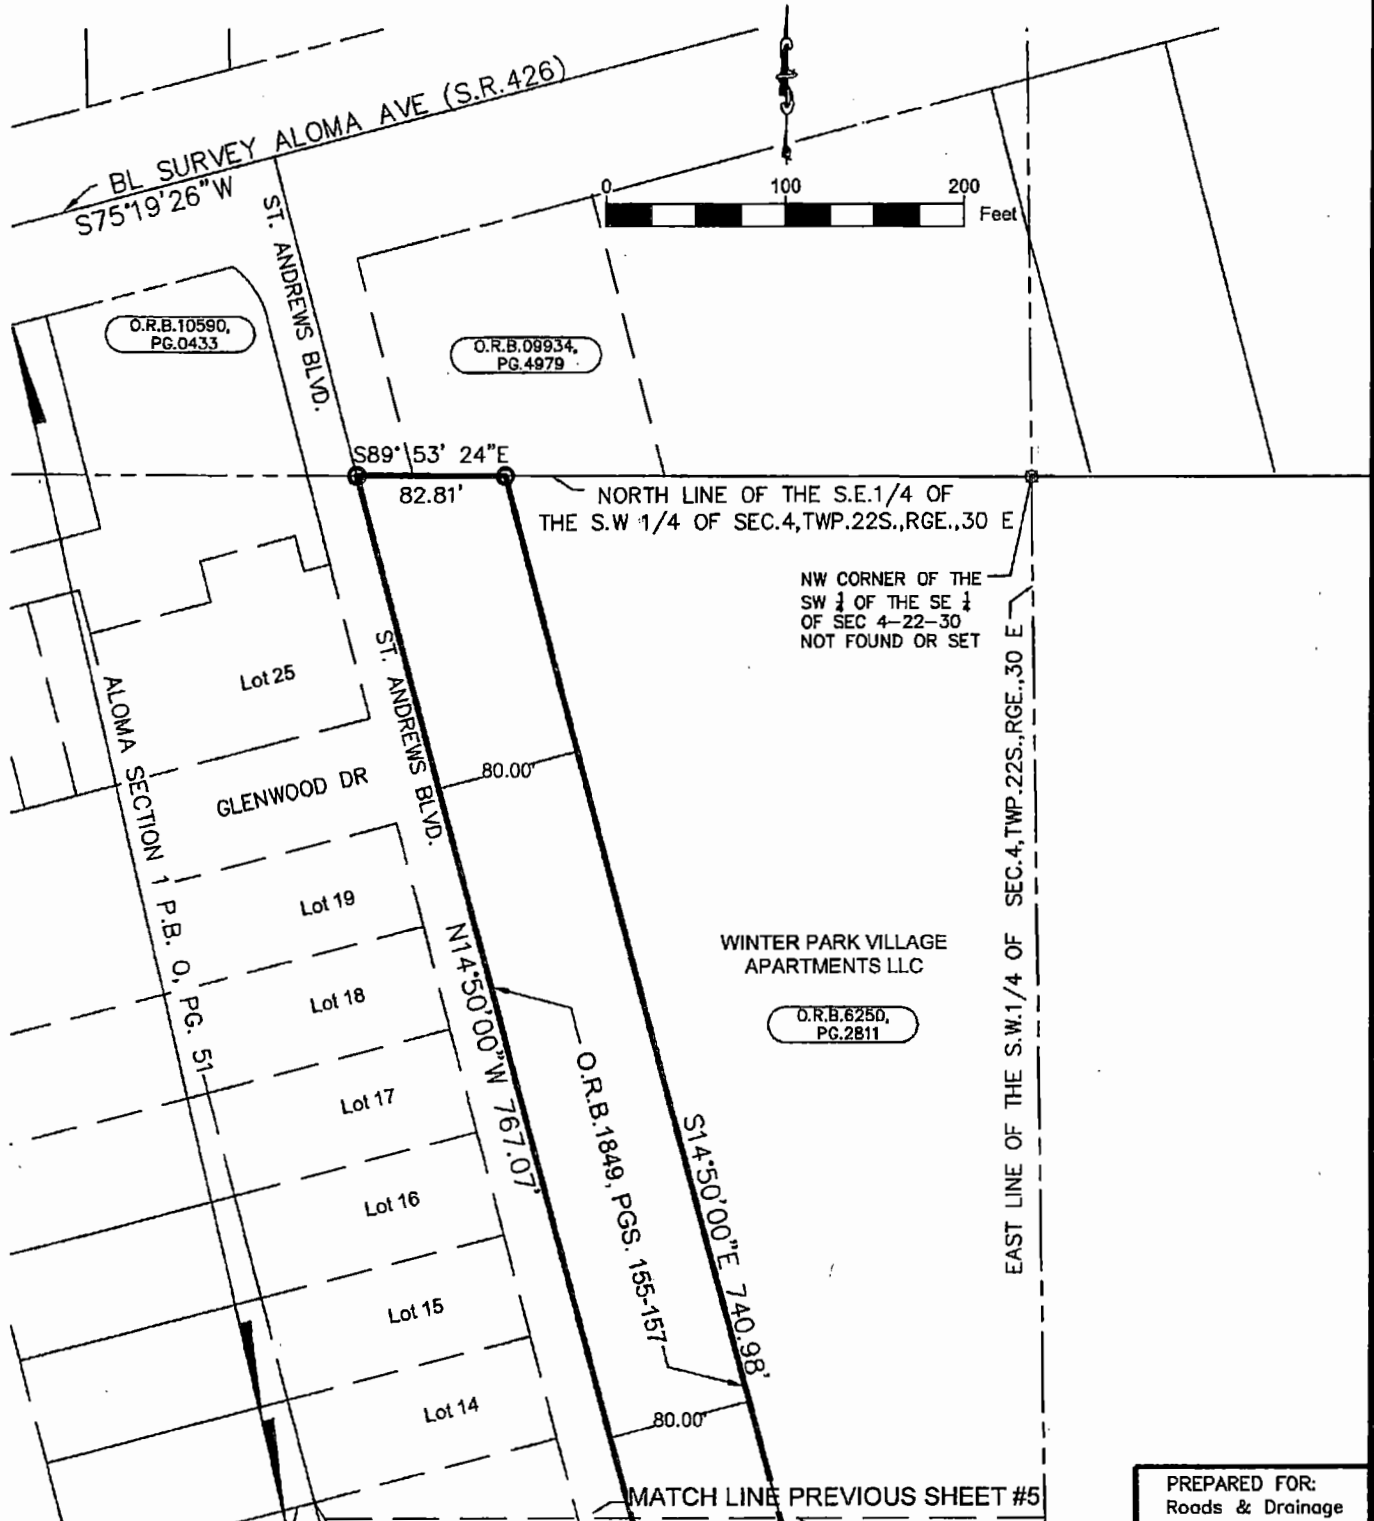 BL SURVEY ALOMA AVE (S.R.426)
S75°19'26"W
ST. ANDREWS BLVD.
0 100 200
Feet
O.R.B.10590,
PG.0433
O.R.B.09934,
PG.4979
S89° 53' 24"E
82.81'
NORTH LINE OF THE S.E.1/4 OF
THE S.W 1/4 OF SEC.4,TWP.22S.,RGE.,30 E
NW CORNER OF THE
SW ¼ OF THE SE ¼
OF SEC 4-22-30
NOT FOUND OR SET
Lot 25
ST. ANDREWS BLVD.
80.00'
GLENWOOD DR
ALOMA SECTION 1 P.B. O, PG. 51
Lot 19
N14°50'00"W 767.07'
WINTER PARK VILLAGE
APARTMENTS LLC
Lot 18
O.R.B.6250,
PG.2811
EAST LINE OF THE S.W.1/4 OF SEC.4,TWP.22S.,RGE.,30 E
Lot 17
O.R.B.1849, PGS. 155-157
S14°50'00"E 740.98'
Lot 16
Lot 15
Lot 14
80.00'
MATCH LINE PREVIOUS SHEET #5
PREPARED FOR:
Roads & Drainage